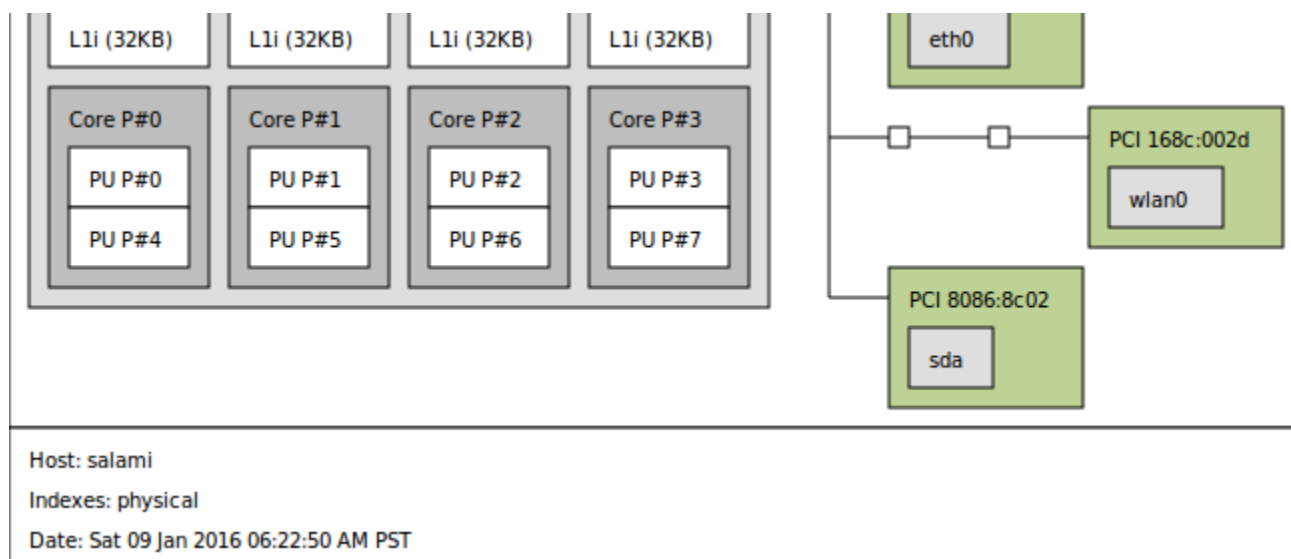 L1i (32KB) L1i (32KB) L1i (32KB) L1i (32KB)
eth0
Core P#0 Core P#1 Core P#2 Core P#3
PU P#0 PU P#1 PU P#2 PU P#3
PU P#4 PU P#5 PU P#6 PU P#7
PCI 168c:002d
wlan0
PCI 8086:8c02
sda
Host: salami
Indexes: physical
Date: Sat 09 Jan 2016 06:22:50 AM PST